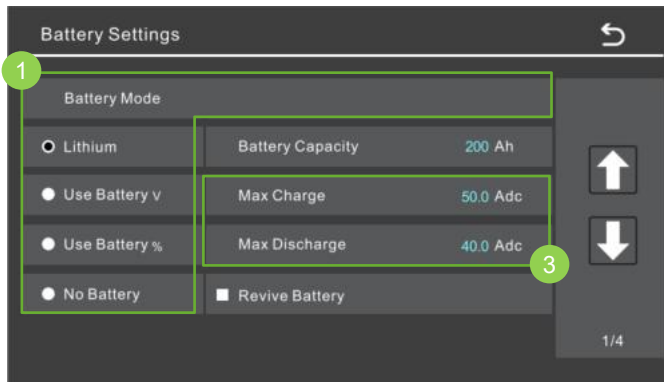 Battery Settings
1
Battery Mode
Lithium
Battery Capacity 200 Ah
Use Battery V
Max Charge 50.0 Adc
Use Battery %
Max Discharge 40.0 Adc
3
No Battery
Revive Battery
1/4